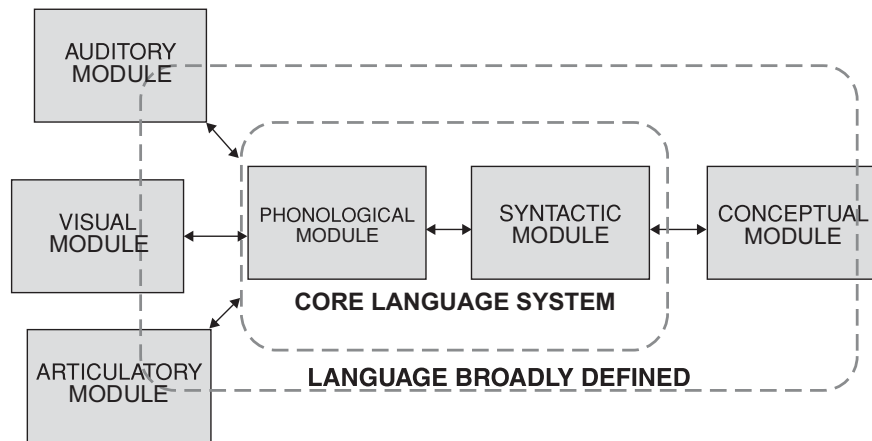 AUDITORY
MODULE
VISUAL
MODULE
ARTICULATORY
MODULE
PHONOLOGICAL
MODULE
SYNTACTIC
MODULE
CONCEPTUAL
MODULE
CORE LANGUAGE SYSTEM
LANGUAGE BROADLY DEFINED